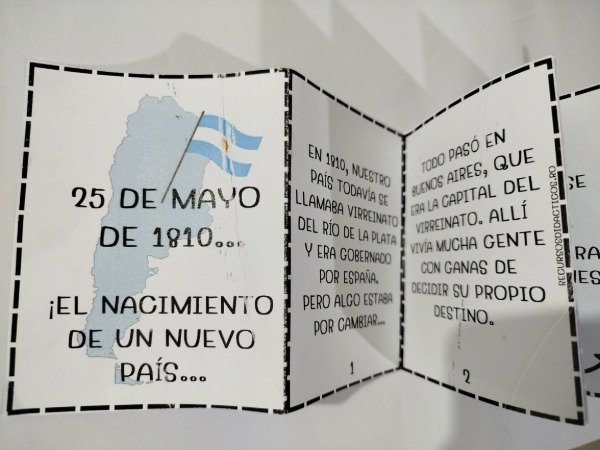 25 DE MAYO
DE 1810...
¡EL NACIMIENTO
DE UN NUEVO
PAÍS...
EN 1810, NUESTRO
PAÍS TODAVÍA SE
LLAMABA VIRREINATO
DEL RÍO DE LA PLATA
Y ERA GOBERNADO
POR ESPAÑA.
PERO ALGO ESTABA
POR CAMBIAR...
1
TODO PASÓ EN
BUENOS AIRES, QUE
ERA LA CAPITAL DEL
VIRREINATO. ALLÍ
VIVÍA MUCHA GENTE
CON GANAS DE
DECIDIR SU PROPIO
DESTINO.
2
RECURSOSDIDACTICOS.RO